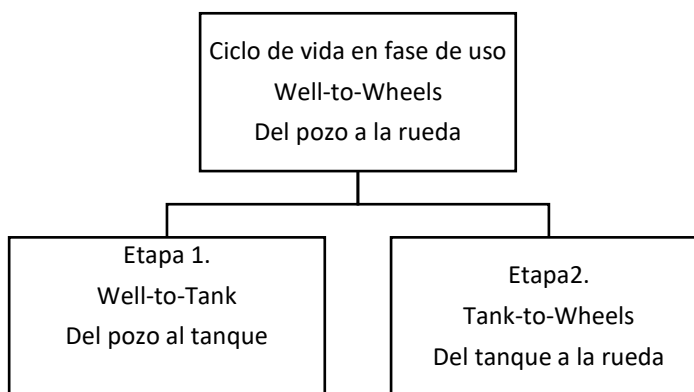 Ciclo de vida en fase de uso
Well-to-Wheels
Del pozo a la rueda
Etapa 1.
Well-to-Tank
Del pozo al tanque
Etapa2.
Tank-to-Wheels
Del tanque a la rueda